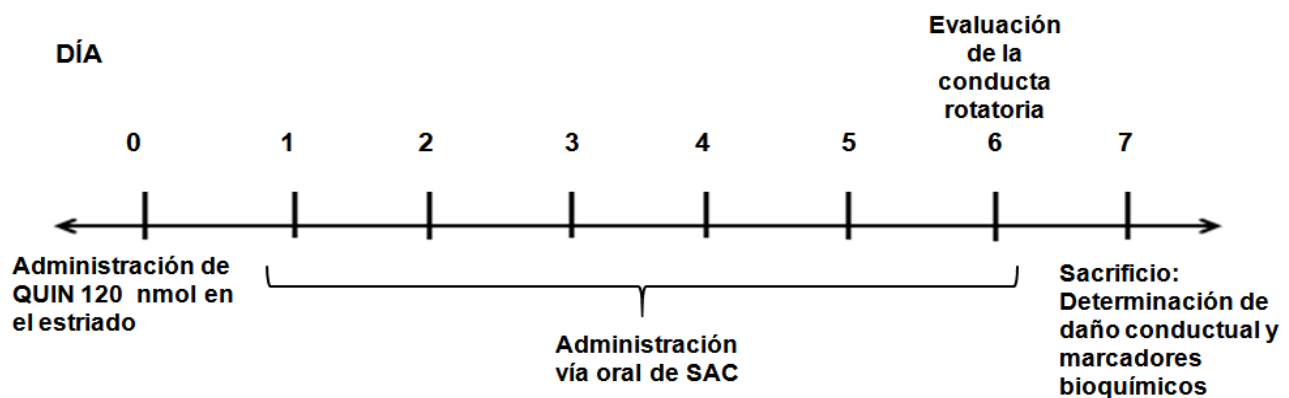 DÍA
Evaluación
de la
conducta
rotatoria
0 1 2 3 4 5 6 7
Administración de
QUIN 120 nmol en
el estriado
Administración
vía oral de SAC
Sacrificio:
Determinación de
daño conductual y
marcadores
bioquímicos